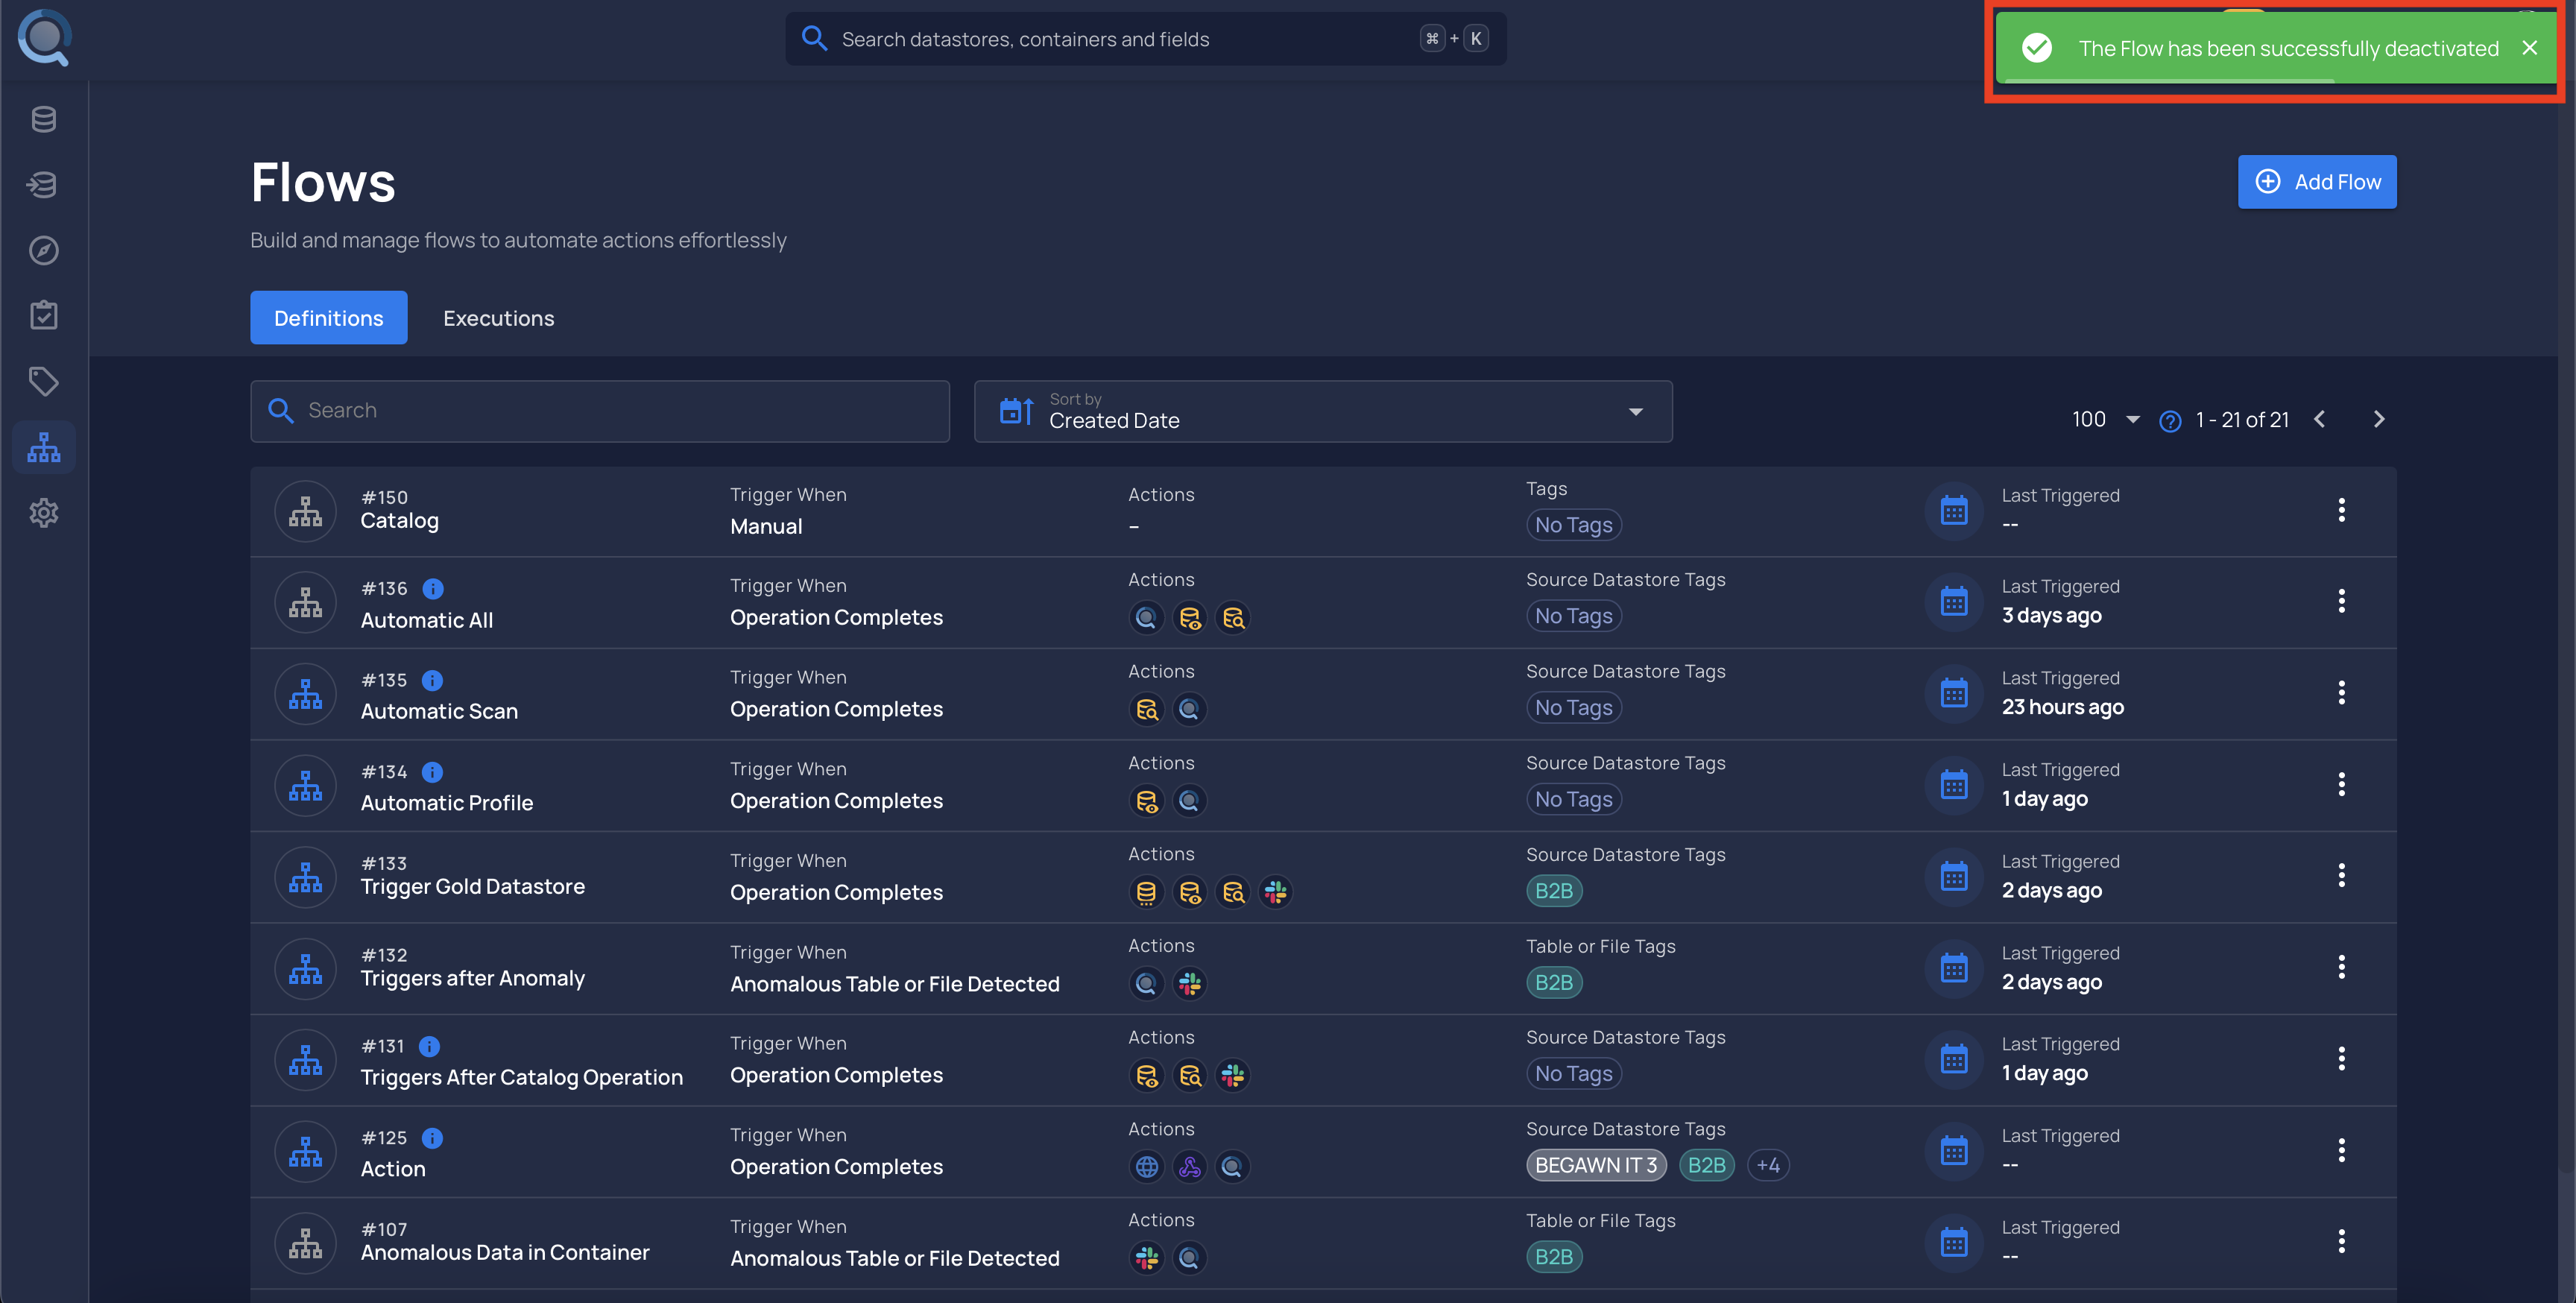 Search datastores, containers and fields ⌘ + K
The Flow has been successfully deactivated
Flows
Add Flow
Build and manage flows to automate actions effortlessly
Definitions Executions
Search
Sort by
Created Date
100 1 - 21 of 21
#150
Catalog
Trigger When
Manual
Actions
–
Tags
No Tags
Last Triggered
--
#136
Automatic All
Trigger When
Operation Completes
Actions
Source Datastore Tags
No Tags
Last Triggered
3 days ago
#135
Automatic Scan
Trigger When
Operation Completes
Actions
Source Datastore Tags
No Tags
Last Triggered
23 hours ago
#134
Automatic Profile
Trigger When
Operation Completes
Actions
Source Datastore Tags
No Tags
Last Triggered
1 day ago
#133
Trigger Gold Datastore
Trigger When
Operation Completes
Actions
Source Datastore Tags
B2B
Last Triggered
2 days ago
#132
Triggers after Anomaly
Trigger When
Anomalous Table or File Detected
Actions
Table or File Tags
B2B
Last Triggered
2 days ago
#131
Triggers After Catalog Operation
Trigger When
Operation Completes
Actions
Source Datastore Tags
No Tags
Last Triggered
1 day ago
#125
Action
Trigger When
Operation Completes
Actions
Source Datastore Tags
BEGAWN IT 3 B2B +4
Last Triggered
--
#107
Anomalous Data in Container
Trigger When
Anomalous Table or File Detected
Actions
Table or File Tags
B2B
Last Triggered
--